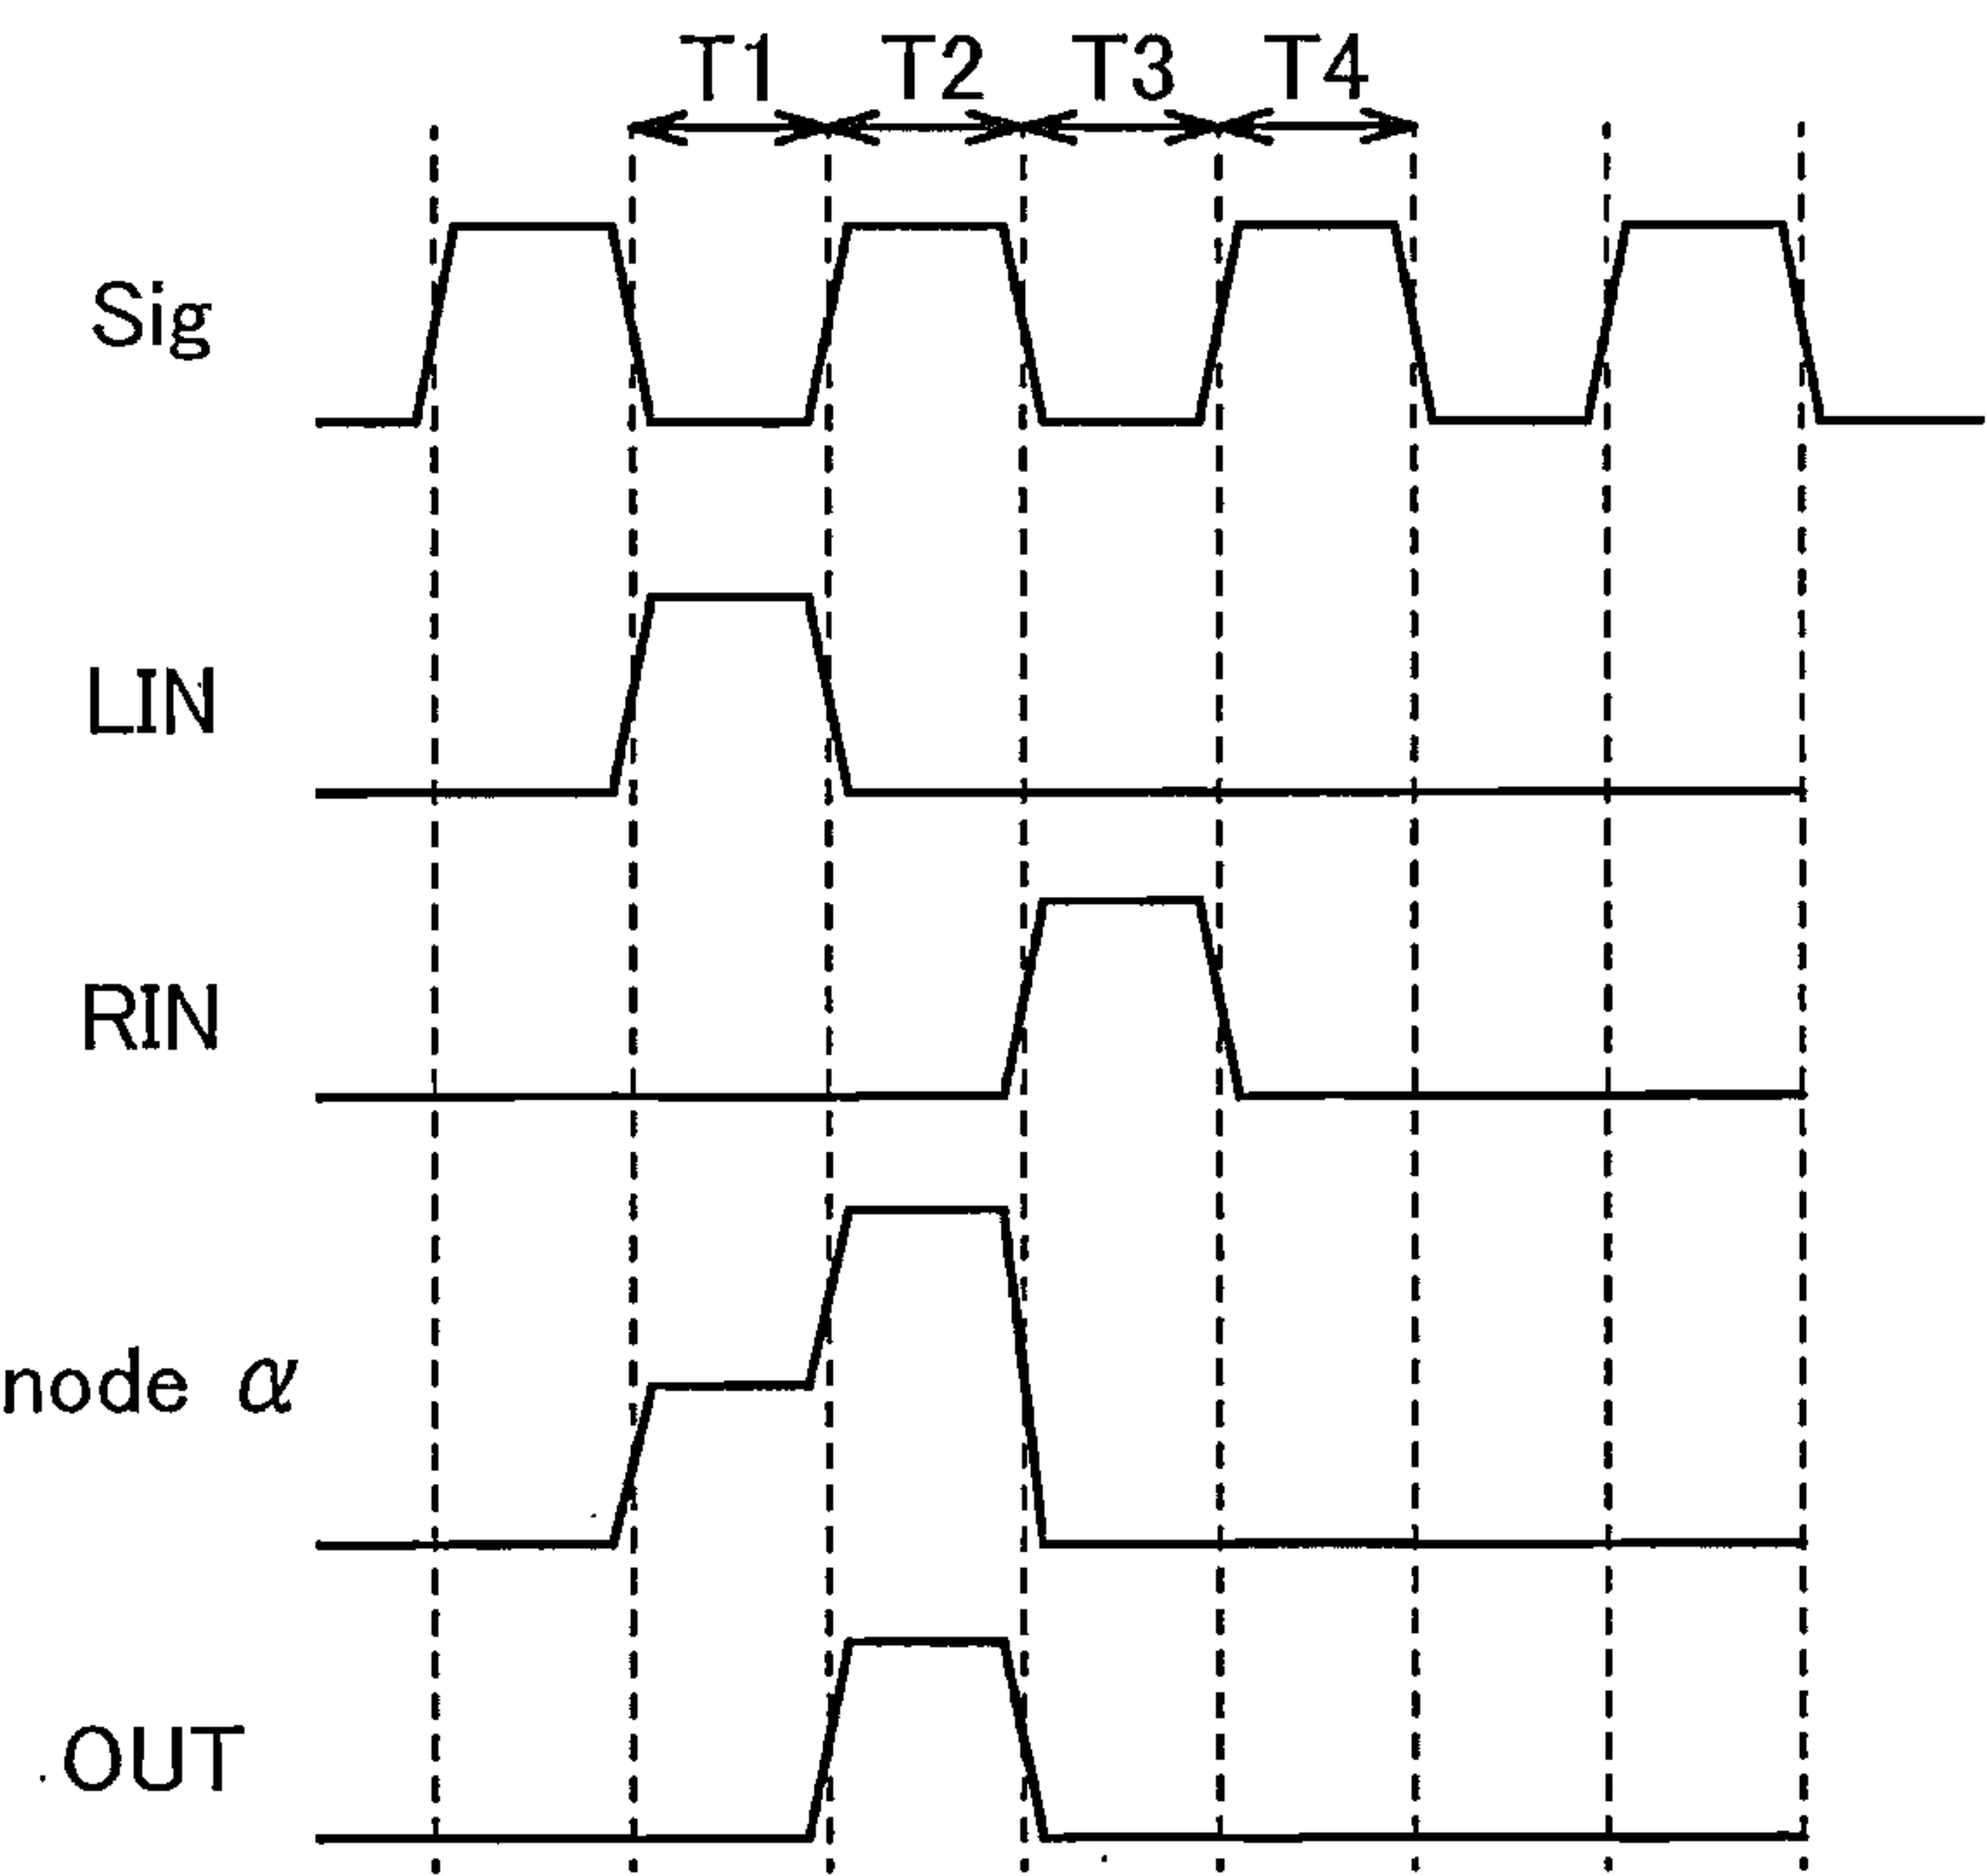 T1 T2 T3 T4
Sig
LIN
RIN
node α
OUT